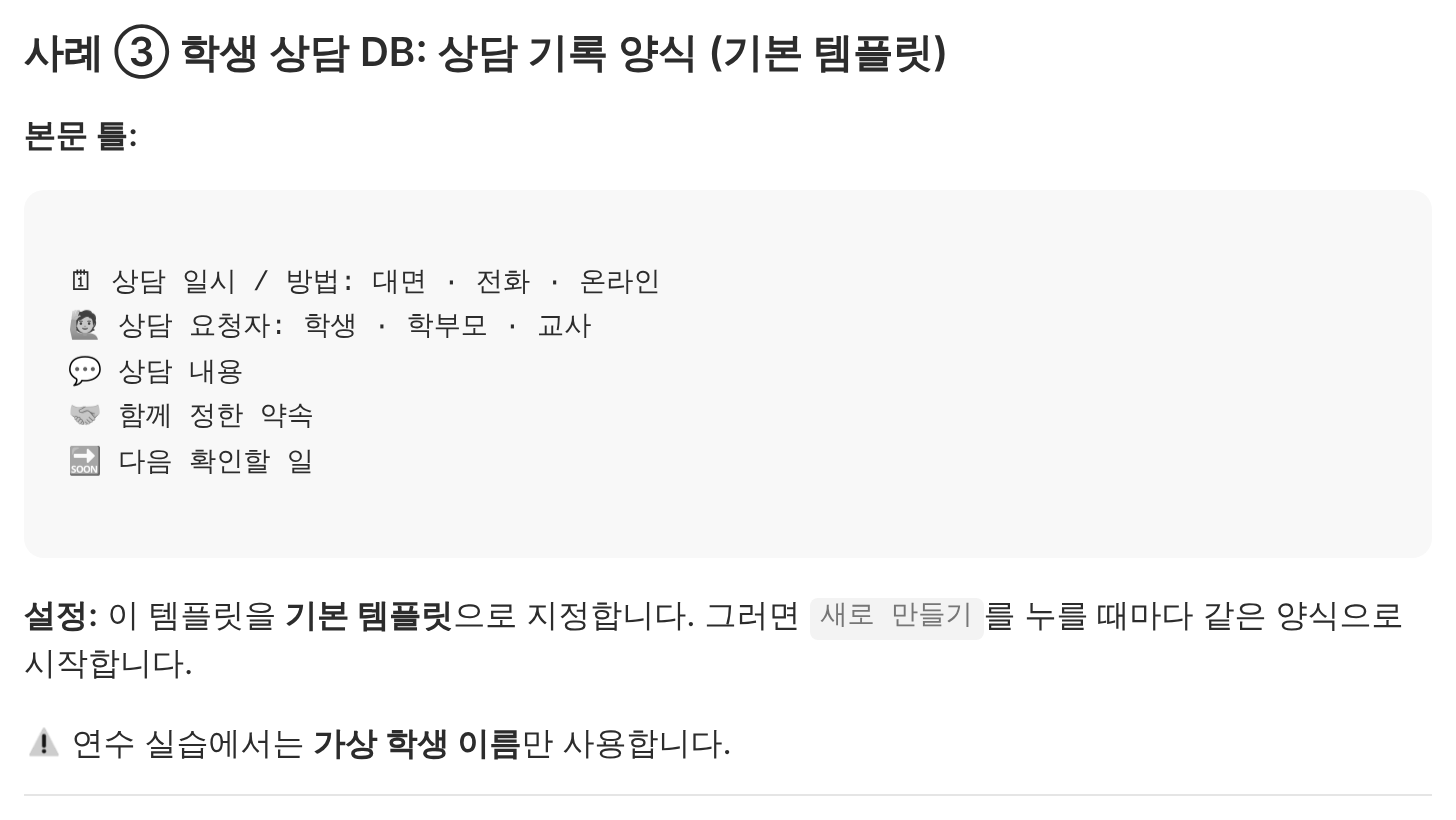 사례 ③ 학생 상담 DB: 상담 기록 양식 (기본 템플릿)
본문 틀:
🗓 상담 일시 / 방법: 대면 · 전화 · 온라인
🙋 상담 요청자: 학생 · 학부모 · 교사
💬 상담 내용
🤝 함께 정한 약속
🔜 다음 확인할 일
설정: 이 템플릿을 기본 템플릿으로 지정합니다. 그러면 새로 만들기를 누를 때마다 같은 양식으로
시작합니다.
⚠️ 연수 실습에서는 가상 학생 이름만 사용합니다.